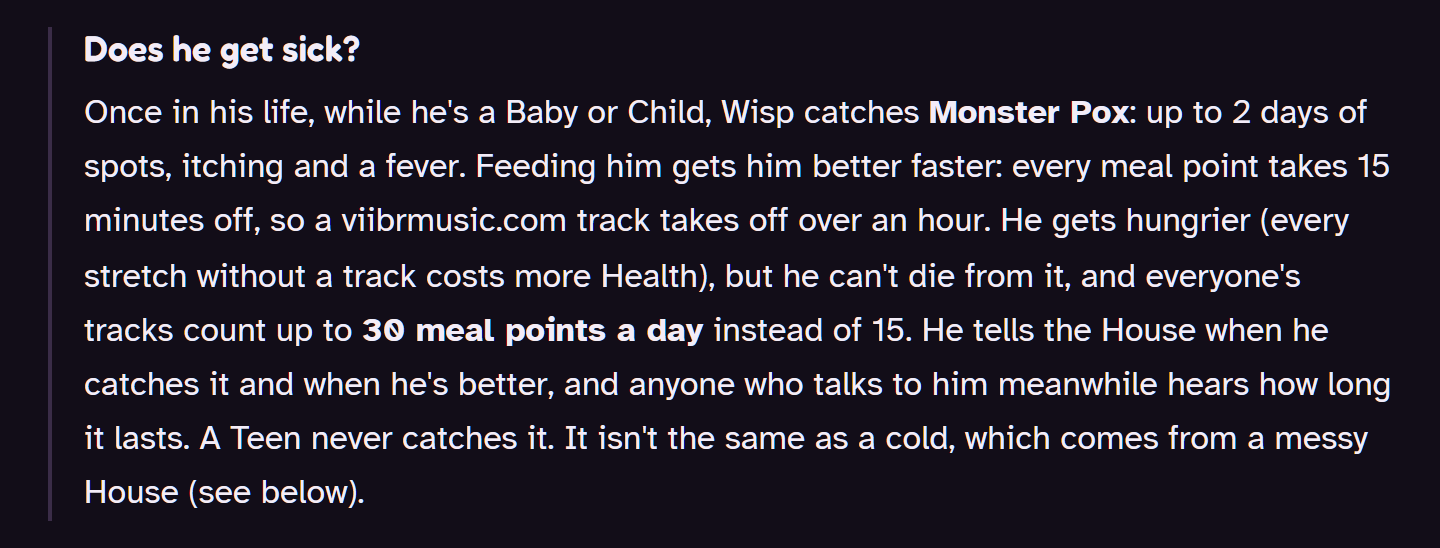 Does he get sick?
Once in his life, while he's a Baby or Child, Wisp catches Monster Pox: up to 2 days of
spots, itching and a fever. Feeding him gets him better faster: every meal point takes 15
minutes off, so a viibrmusic.com track takes off over an hour. He gets hungrier (every
stretch without a track costs more Health), but he can't die from it, and everyone's
tracks count up to 30 meal points a day instead of 15. He tells the House when he
catches it and when he's better, and anyone who talks to him meanwhile hears how long
it lasts. A Teen never catches it. It isn't the same as a cold, which comes from a messy
House (see below).